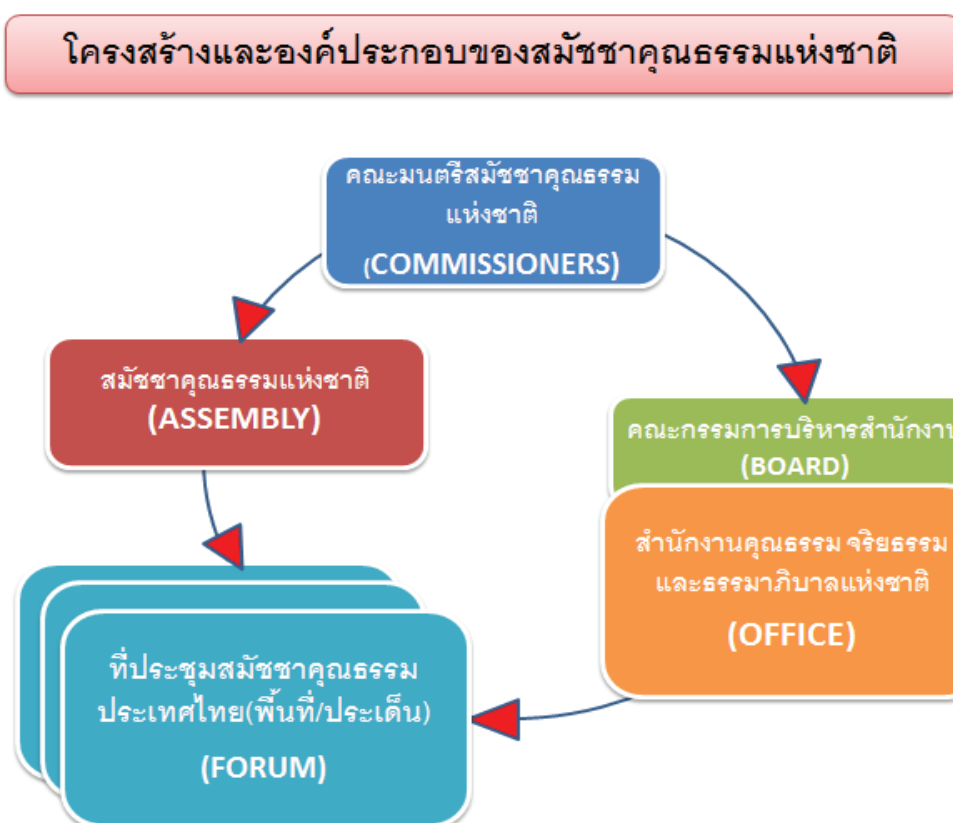 โครงสร้างและองค์ประกอบของสมัชชาคุณธรรมแห่งชาติ
คณะมนตรีสมัชชาคุณธรรม
แห่งชาติ
(COMMISSIONERS)
สมัชชาคุณธรรมแห่งชาติ
(ASSEMBLY)
คณะกรรมการบริหารสำนักงาน
(BOARD)
สำนักงานคุณธรรม จริยธรรม
และธรรมาภิบาลแห่งชาติ
(OFFICE)
ที่ประชุมสมัชชาคุณธรรม
ประเทศไทย(พื้นที่/ประเด็น)
(FORUM)